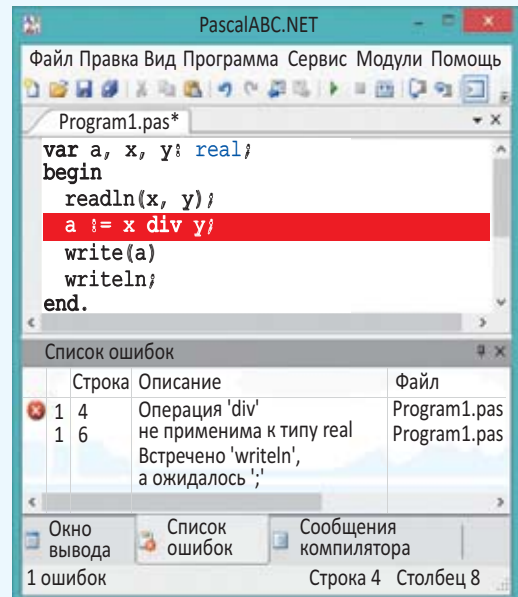 PascalABC.NET
Файл Правка Вид Программа Сервис Модули Помощь
Program1.pas*
var a, x, y: real;
begin
readln(x, y);
a := x div y;
write(a)
writeln;
end.
Список ошибок
Строка Описание Файл
1 4 Операция 'div' Program1.pas
1 6 не применима к типу real Program1.pas
Встречено 'writeln',
а ожидалось ';'
Окно вывода
Список ошибок
Сообщения компилятора
1 ошибок Строка 4 Столбец 8